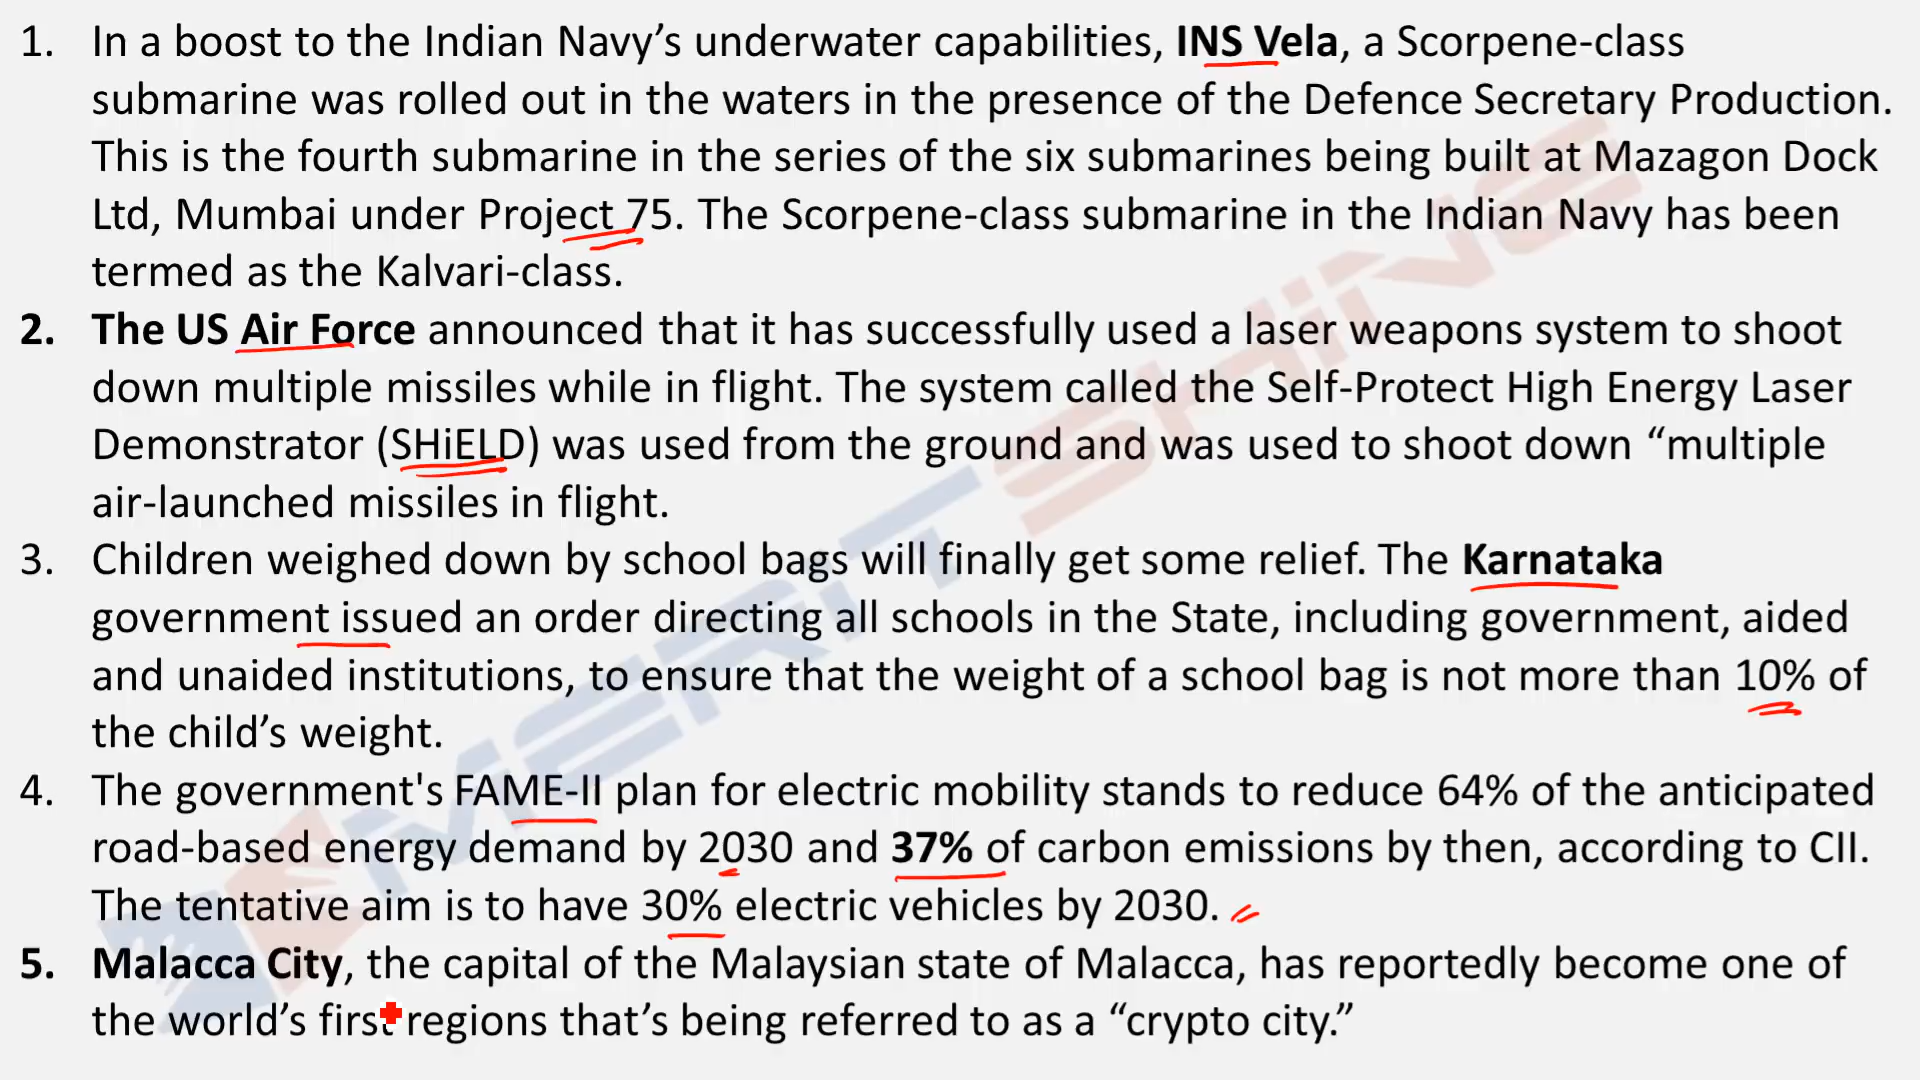 1. In a boost to the Indian Navy’s underwater capabilities, INS Vela, a Scorpene-class
submarine was rolled out in the waters in the presence of the Defence Secretary Production.
This is the fourth submarine in the series of the six submarines being built at Mazagon Dock
Ltd, Mumbai under Project 75. The Scorpene-class submarine in the Indian Navy has been
termed as the Kalvari-class.
2. The US Air Force announced that it has successfully used a laser weapons system to shoot
down multiple missiles while in flight. The system called the Self-Protect High Energy Laser
Demonstrator (SHiELD) was used from the ground and was used to shoot down “multiple
air-launched missiles in flight.
3. Children weighed down by school bags will finally get some relief. The Karnataka
government issued an order directing all schools in the State, including government, aided
and unaided institutions, to ensure that the weight of a school bag is not more than 10% of
the child’s weight.
4. The government's FAME-II plan for electric mobility stands to reduce 64% of the anticipated
road-based energy demand by 2030 and 37% of carbon emissions by then, according to CII.
The tentative aim is to have 30% electric vehicles by 2030.
5. Malacca City, the capital of the Malaysian state of Malacca, has reportedly become one of
the world’s first regions that’s being referred to as a “crypto city.”
MERiTSHiNE